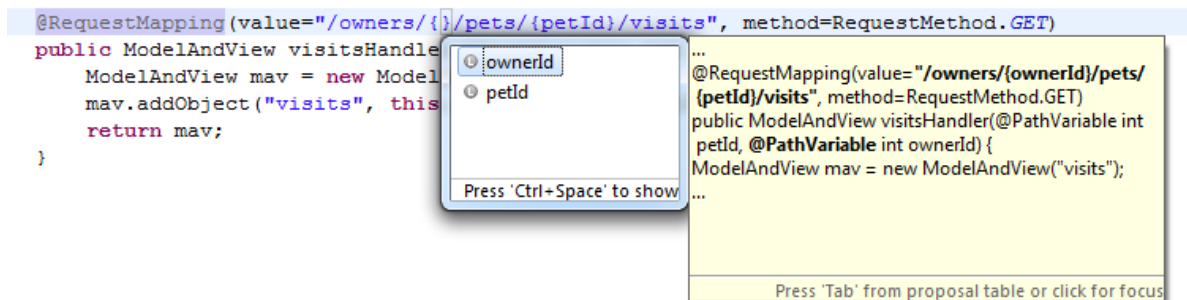 @RequestMapping(value="/owners/{}/pets/{petId}/visits", method=RequestMethod.GET)
public ModelAndView visitsHandle
ModelAndView mav = new Model
mav.addObject("visits", this
return mav;
}
ownerId
petId
Press 'Ctrl+Space' to show
...
@RequestMapping(value="/owners/{ownerId}/pets/
{petId}/visits", method=RequestMethod.GET)
public ModelAndView visitsHandler(@PathVariable int
petId, @PathVariable int ownerId) {
ModelAndView mav = new ModelAndView("visits");
...
Press 'Tab' from proposal table or click for focus